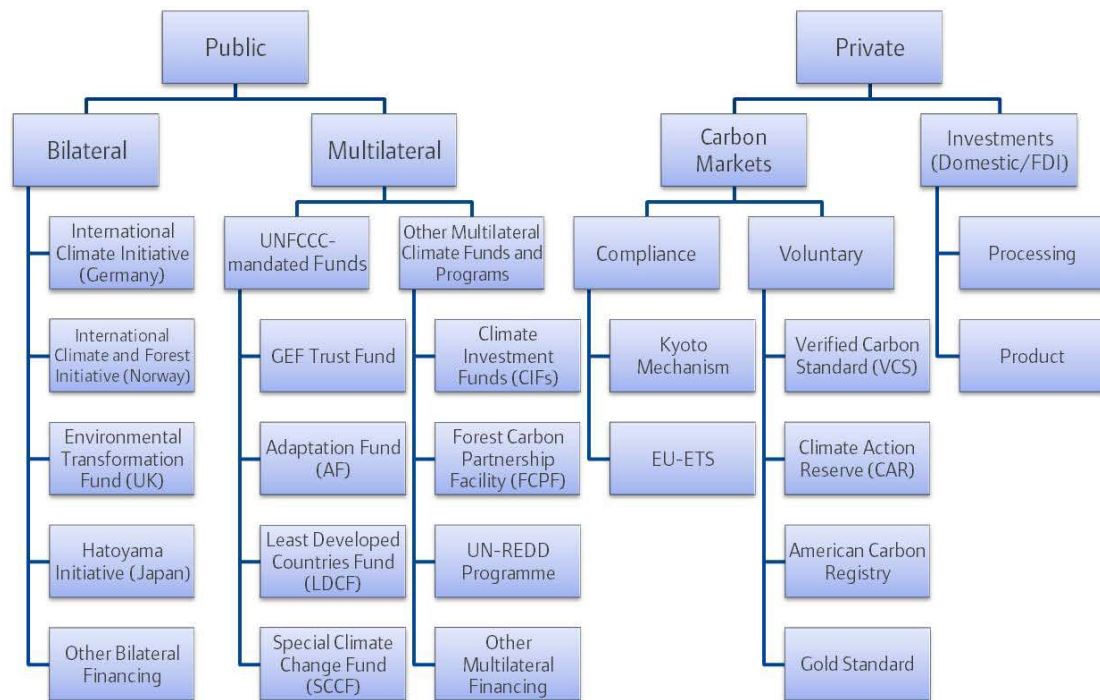 Public
Private
Bilateral
Multilateral
Carbon
Markets
Investments
(Domestic/FDI)
International
Climate Initiative
(Germany)
UNFCCC-
mandated Funds
Other Multilateral
Climate Funds and
Programs
Compliance
Voluntary
Processing
International
Climate and Forest
Initiative (Norway)
GEF Trust Fund
Climate
Investment
Funds (CIFs)
Kyoto
Mechanism
Verified Carbon
Standard (VCS)
Product
Environmental
Transformation
Fund (UK)
Adaptation Fund
(AF)
Forest Carbon
Partnership
Facility (FCPF)
EU-ETS
Climate Action
Reserve (CAR)
Hatoyama
Initiative (Japan)
Least Developed
Countries Fund
(LDCF)
UN-REDD
Programme
American Carbon
Registry
Other Bilateral
Financing
Special Climate
Change Fund
(SCCF)
Other
Multilateral
Financing
Gold Standard